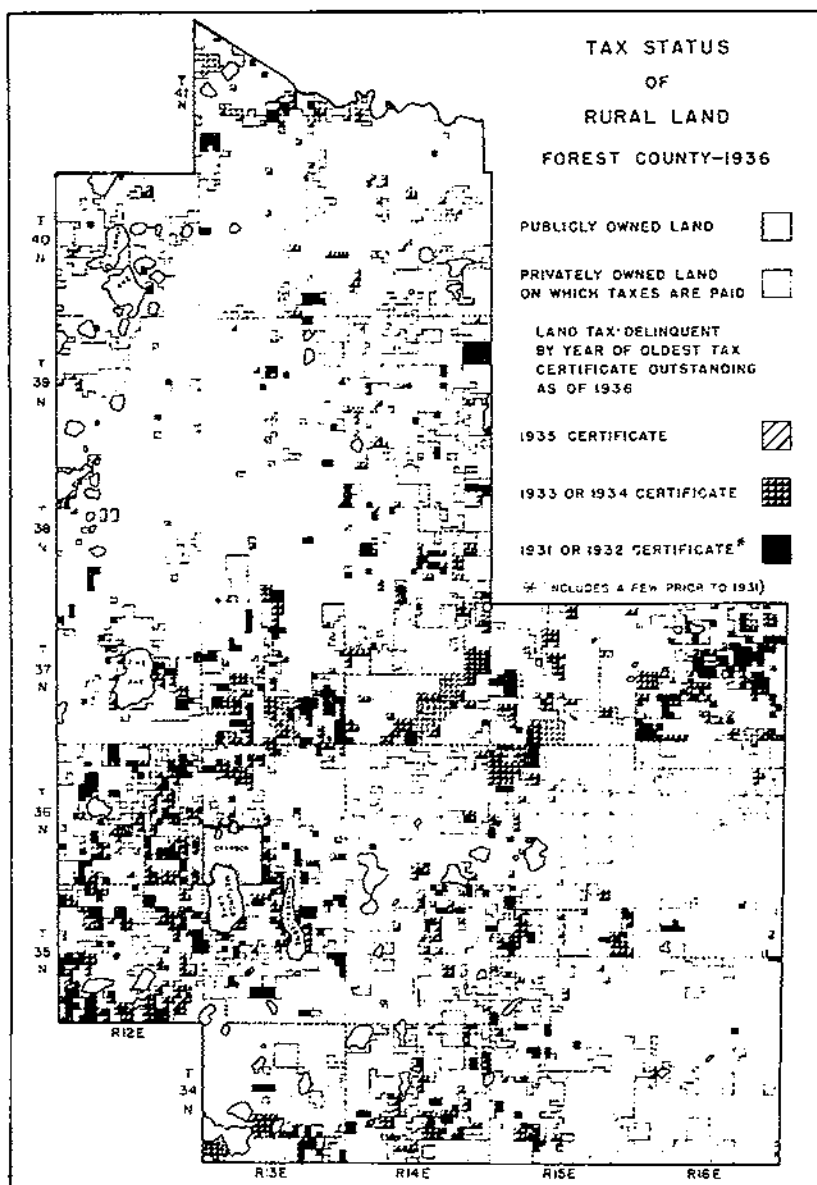 TAX STATUS
OF
RURAL LAND
FOREST COUNTY-1936
PUBLICLY OWNED LAND
PRIVATELY OWNED LAND
ON WHICH TAXES ARE PAID
LAND TAX DELINQUENT
BY YEAR OF OLDEST TAX
CERTIFICATE OUTSTANDING
AS OF 1936
1935 CERTIFICATE
1933 OR 1934 CERTIFICATE
1931 OR 1932 CERTIFICATE*
(* INCLUDES A FEW PRIOR TO 1931)
T
41
N
T
40
N
T
39
N
T
38
N
T
37
N
T
36
N
T
35
N
R12E
T
34
N
R13E
R14E
R15E
R16E
CRANDON